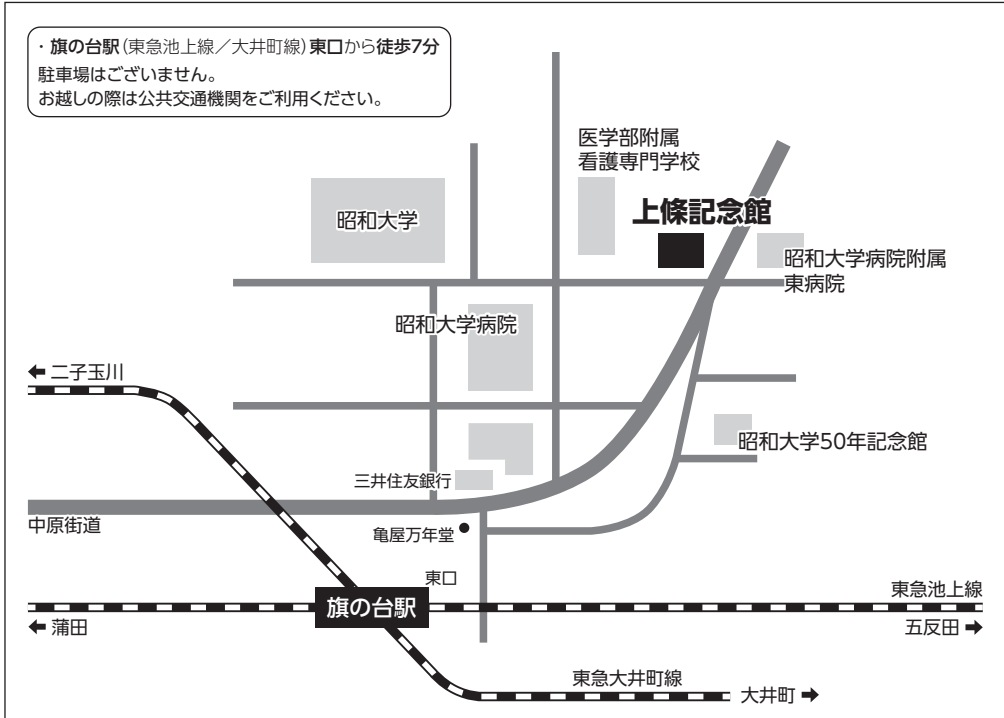 ・旗の台駅（東急池上線／大井町線）東口から徒歩7分
駐車場はございません。
お越しの際は公共交通機関をご利用ください。
医学部附属
看護専門学校
上條記念館
昭和大学
昭和大学病院附属
東病院
昭和大学病院
← 二子玉川
昭和大学50年記念館
三井住友銀行
中原街道
亀屋万年堂
東口
東急池上線
旗の台駅
← 蒲田
五反田 →
東急大井町線
大井町 →